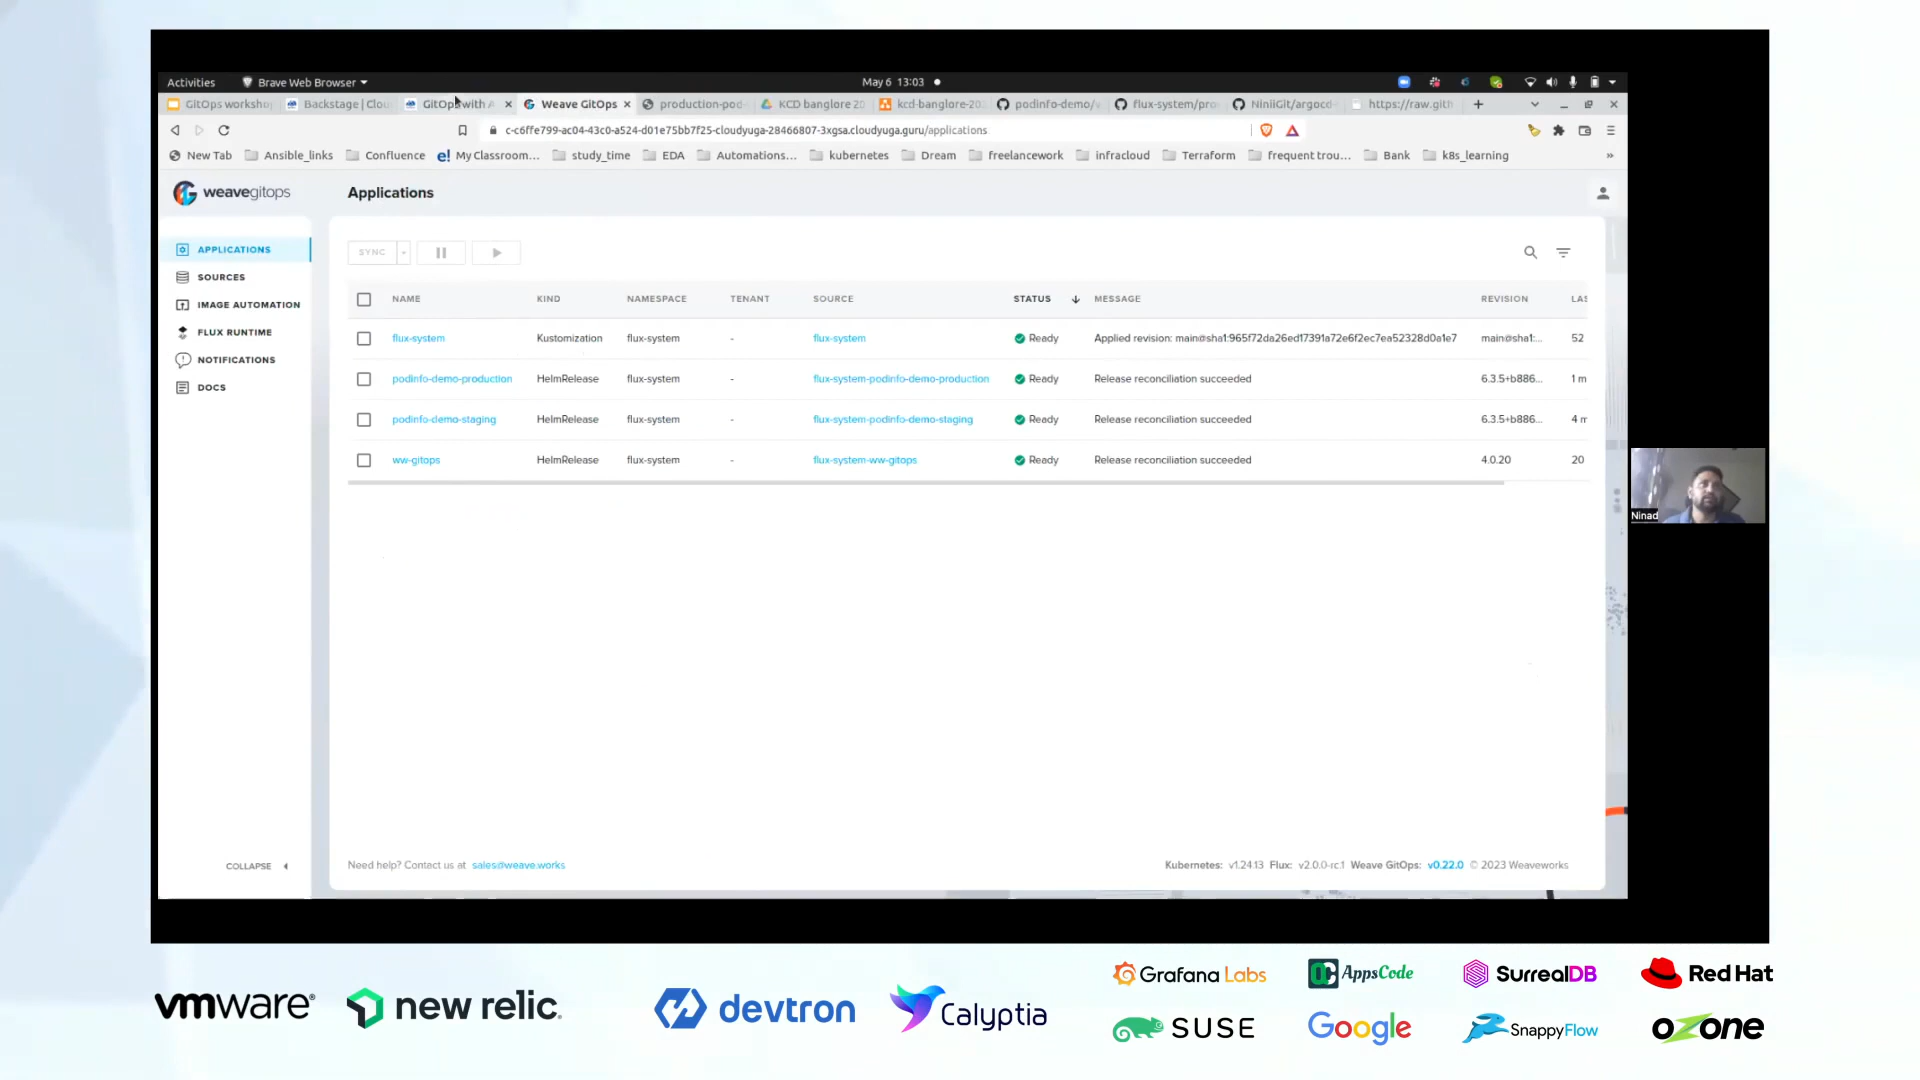 Activities
Brave Web Browser
May 6 13:03
GitOps worksho
Backstage | Clou
GitOps with A
Weave GitOps
production-pod-
KCD banglore 20
kcd-banglore-20
podinfo-demo/v
flux-system/pro
NiniiGit/argocd-
https://raw.gith
c-c6ffe799-ac04-43c0-a524-d01e75bb7f25-cloudyuga-28466807-3xgsa.cloudyuga.guru/applications
New Tab
Ansible_links
Confluence
e! My Classroom...
study_time
EDA
Automations...
kubernetes
Dream
freelancework
infracloud
Terraform
frequent trou...
Bank
k8s_learning
»
weavegitops
Applications
APPLICATIONS
SOURCES
IMAGE AUTOMATION
FLUX RUNTIME
NOTIFICATIONS
DOCS
SYNC
NAME KIND NAMESPACE TENANT SOURCE STATUS MESSAGE REVISION LAS
flux-system Kustomization flux-system - flux-system Ready Applied revision: main@sha1:965f72da26ed17391a72e6f2ec7ea52328d0a1e7 main@sha1:... 52
podinfo-demo-production HelmRelease flux-system - flux-system-podinfo-demo-production Ready Release reconciliation succeeded 6.3.5+b886... 1 m
podinfo-demo-staging HelmRelease flux-system - flux-system-podinfo-demo-staging Ready Release reconciliation succeeded 6.3.5+b886... 4 m
ww-gitops HelmRelease flux-system - flux-system-ww-gitops Ready Release reconciliation succeeded 4.0.20 20
Ninad
COLLAPSE
Need help? Contact us at sales@weave.works
Kubernetes: v1.24.13 Flux: v2.0.0-rc.1 Weave GitOps: v0.22.0 © 2023 Weaveworks
vmware
new relic.
devtron
Calyptia
Grafana Labs
AppsCode
SurrealDB
Red Hat
SUSE
Google
SnappyFlow
ozone